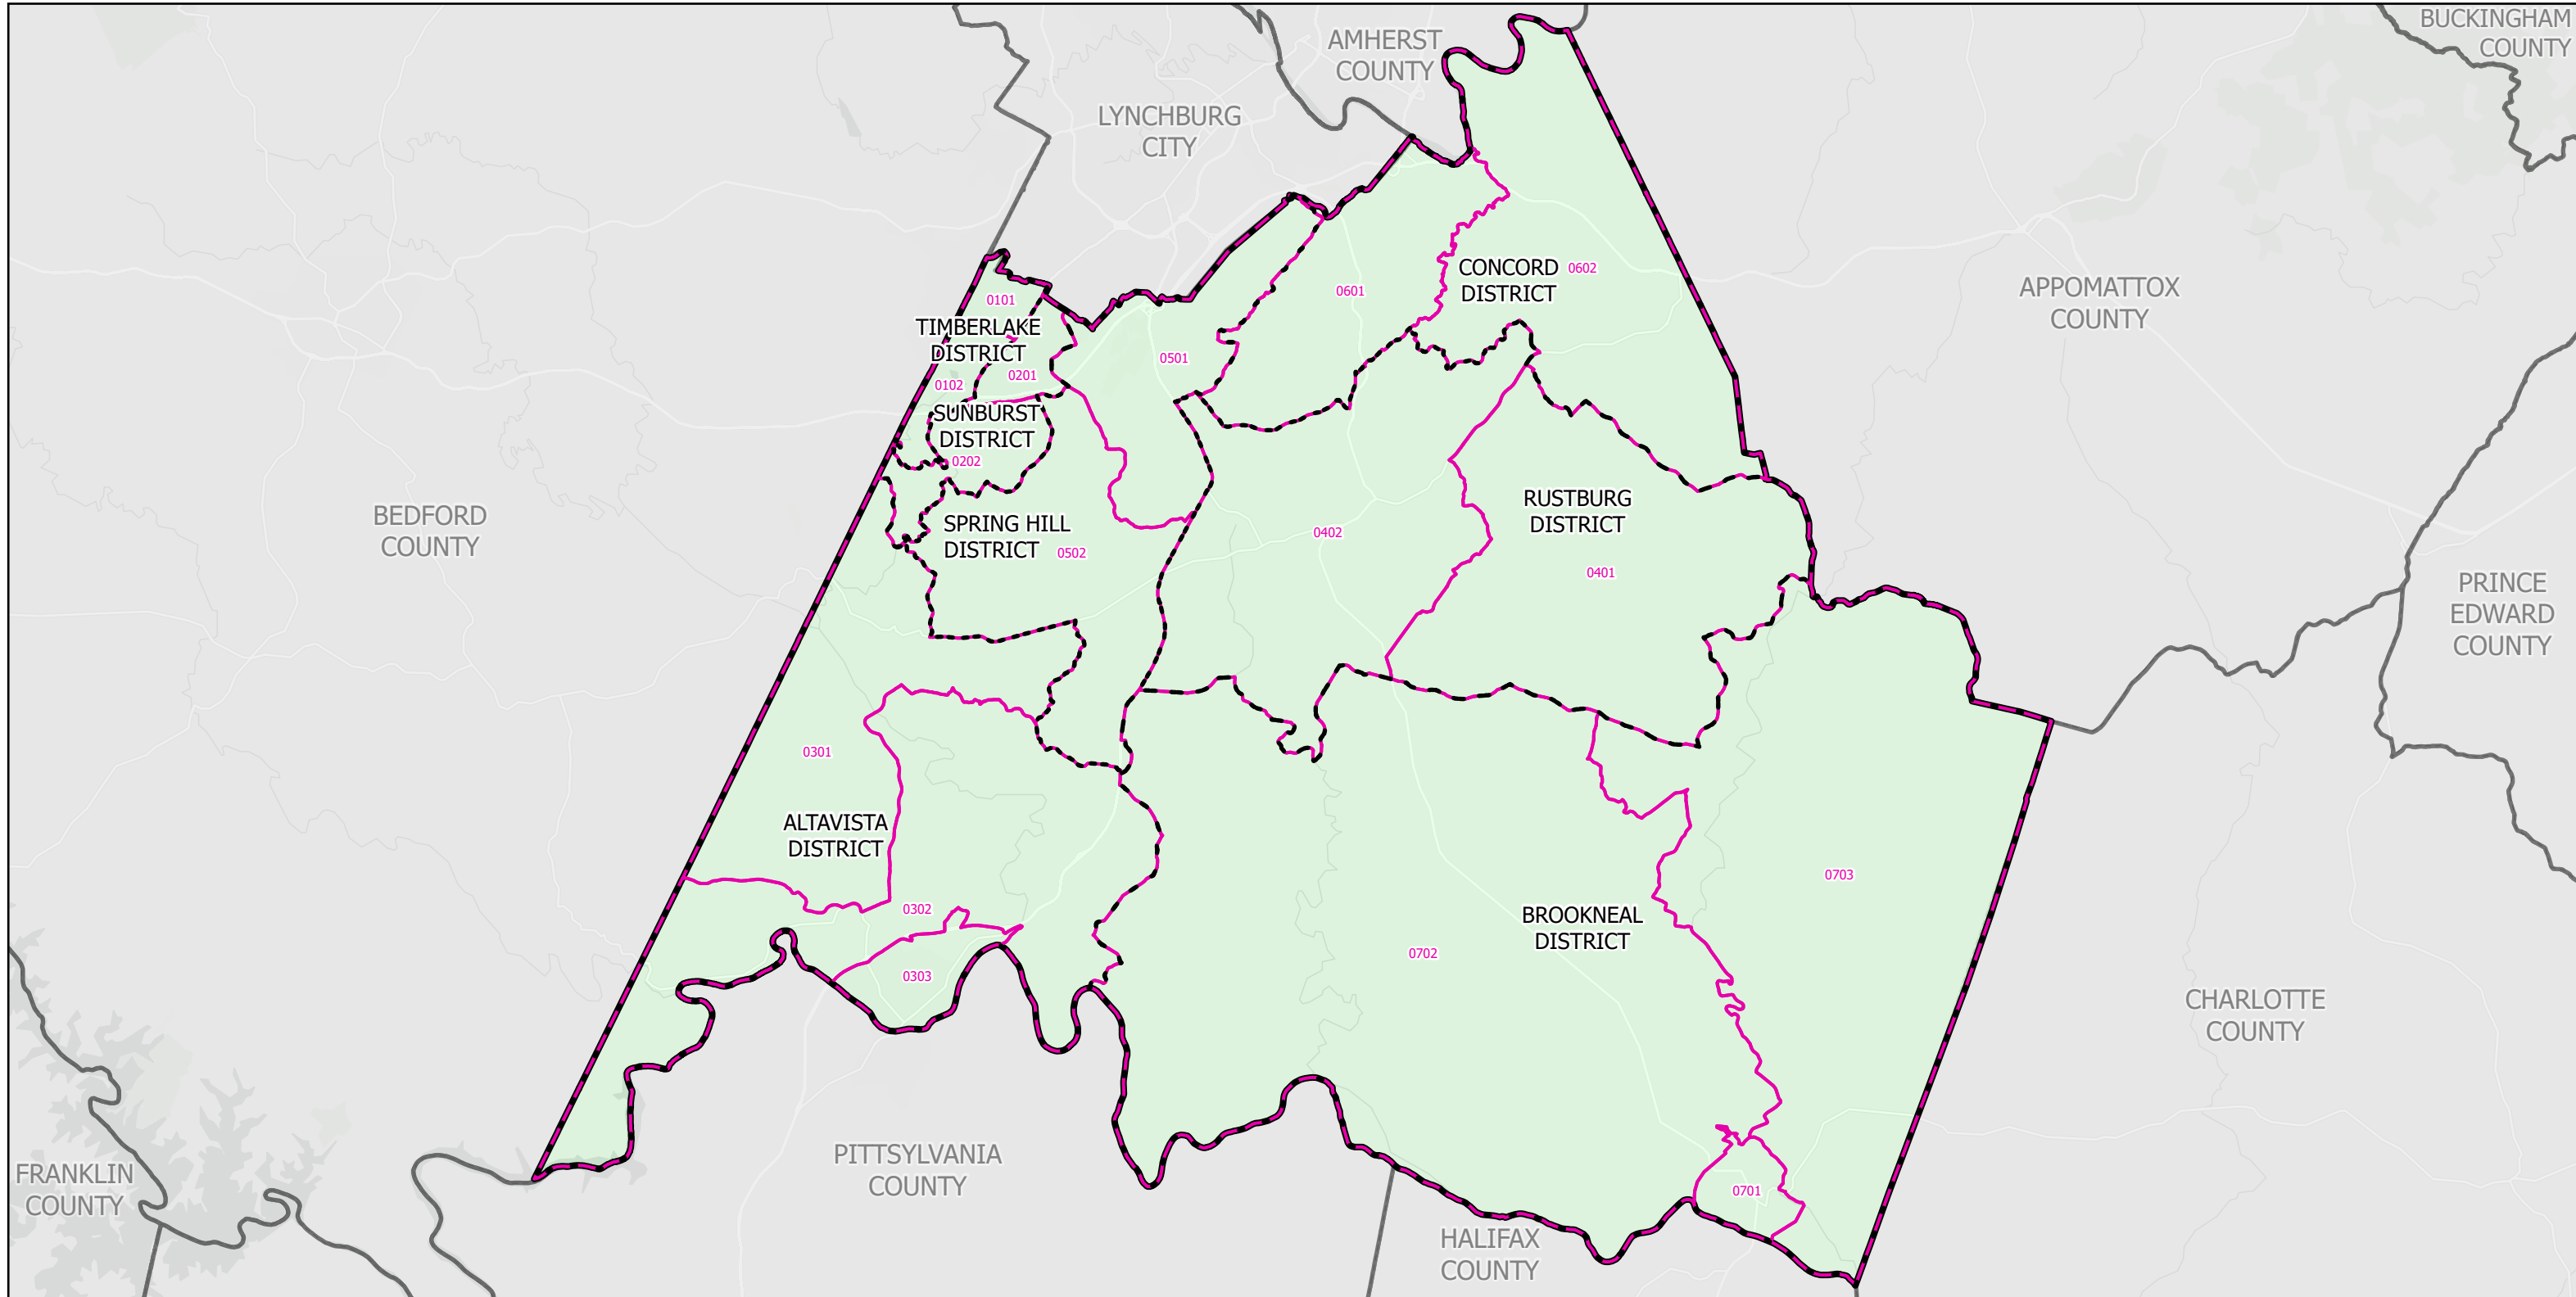 BUCKINGHAM
COUNTY
AMHERST
COUNTY
LYNCHBURG
CITY
CONCORD
DISTRICT
0602
0601
0101
APPOMATTOX
COUNTY
TIMBERLAKE
DISTRICT
0501
0201
0102
SUNBURST
DISTRICT
0202
RUSTBURG
DISTRICT
BEDFORD
COUNTY
SPRING HILL
DISTRICT
0502
0402
0401
PRINCE
EDWARD
COUNTY
0301
ALTAVISTA
DISTRICT
0703
0302
BROOKNEAL
DISTRICT
0702
0303
CHARLOTTE
COUNTY
PITTSYLVANIA
COUNTY
FRANKLIN
COUNTY
0701
HALIFAX
COUNTY